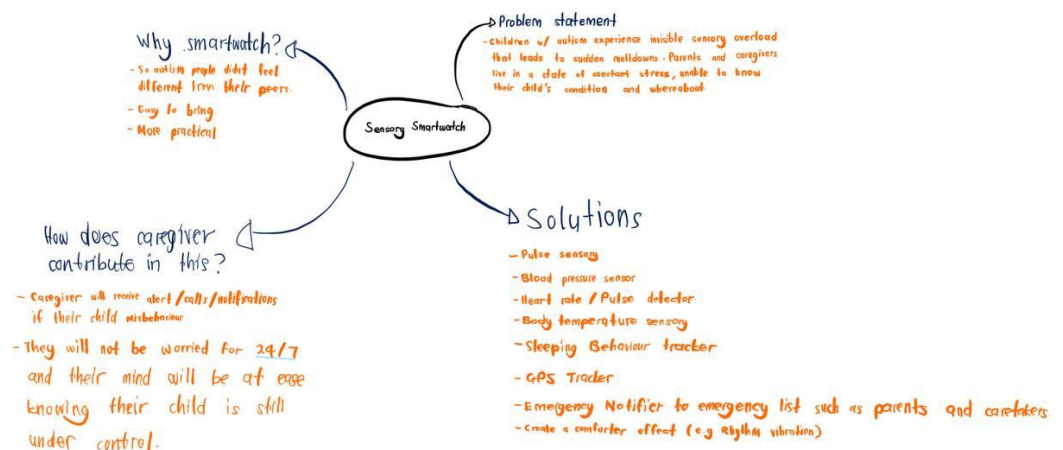 Sensory Smartwatch
Why smartwatch?
- So autism people didn't feel
different from their peers.
- Easy to bring
- More practical
Problem statement
- Children w/ autism experience invisible sensory overload
that leads to sudden meltdowns. Parents and caregivers
live in a state of constant stress, unable to know
their child's condition and whereabout.
How does caregiver
contribute in this?
- Caregiver will receive alert/calls/notifications
if their child misbehaviour.
- They will not be worried for 24/7
and their mind will be at ease
knowing their child is still
under control.
Solutions
- Pulse sensory
- Blood pressure sensor
- Heart rate / Pulse detector
- Body temperature sensory
- Sleeping Behaviour tracker
- GPS Tracker
- Emergency Notifier to emergency list such as parents and caretakers
- Create a comforter effect (e.g Rhythm vibration)